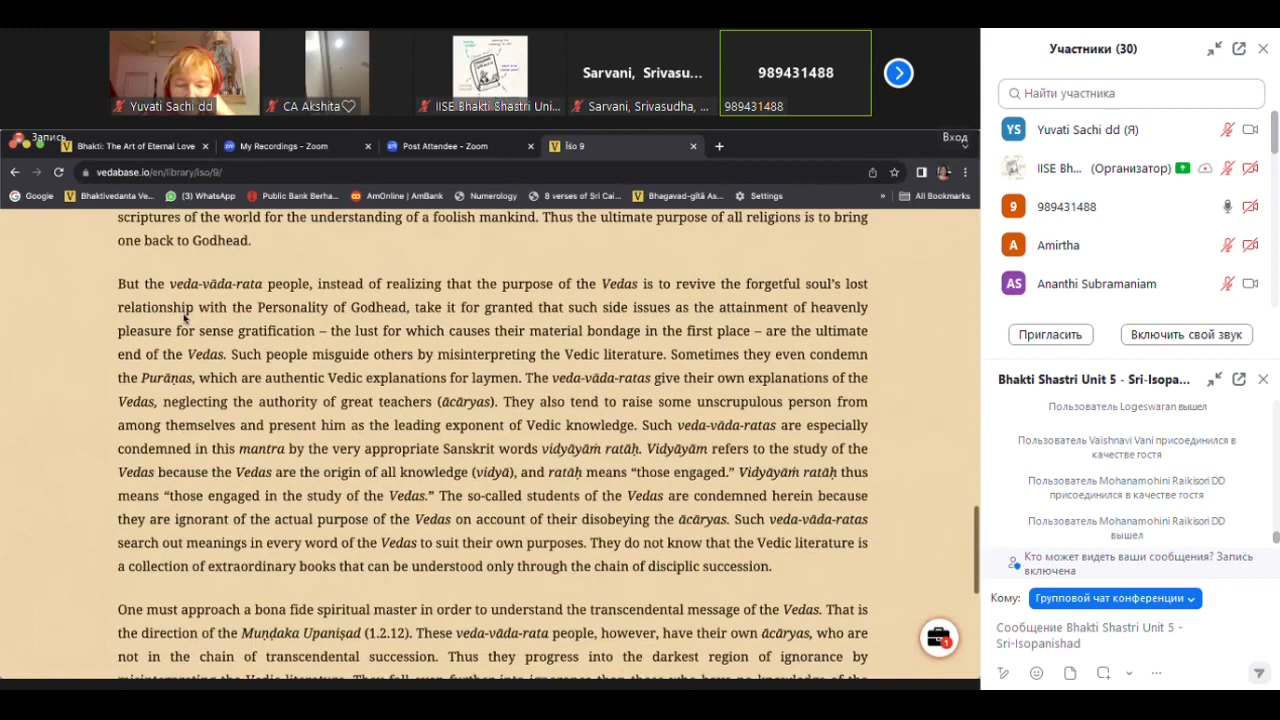 Sarvani, Srivasu...
989431488
Yuvati Sachi dd
CA Akshita♡
IISE Bhakti Shastri Uni...
Sarvani, Srivasudha, ...
989431488
Запись
Вход
Bhakti: The Art of Eternal Love
My Recordings - Zoom
Post Attendee - Zoom
Īso 9
vedabase.io/en/library/iso/9/
Google
Bhaktivedanta Ve...
(3) WhatsApp
Public Bank Berha...
AmOnline | AmBank
Numerology
8 verses of Sri Cai...
Bhagavad-gītā As...
Settings
»
All Bookmarks
scriptures of the world for the understanding of a foolish mankind. Thus the ultimate purpose of all religions is to bring
one back to Godhead.
But the veda-vāda-rata people, instead of realizing that the purpose of the Vedas is to revive the forgetful soul’s lost
relationship with the Personality of Godhead, take it for granted that such side issues as the attainment of heavenly
pleasure for sense gratification – the lust for which causes their material bondage in the first place – are the ultimate
end of the Vedas. Such people misguide others by misinterpreting the Vedic literature. Sometimes they even condemn
the Purāṇas, which are authentic Vedic explanations for laymen. The veda-vāda-ratas give their own explanations of the
Vedas, neglecting the authority of great teachers (ācāryas). They also tend to raise some unscrupulous person from
among themselves and present him as the leading exponent of Vedic knowledge. Such veda-vāda-ratas are especially
condemned in this mantra by the very appropriate Sanskrit words vidyāyāṁ ratāḥ. Vidyāyām refers to the study of the
Vedas because the Vedas are the origin of all knowledge (vidyā), and ratāḥ means “those engaged.” Vidyāyāṁ ratāḥ thus
means “those engaged in the study of the Vedas.” The so-called students of the Vedas are condemned herein because
they are ignorant of the actual purpose of the Vedas on account of their disobeying the ācāryas. Such veda-vāda-ratas
search out meanings in every word of the Vedas to suit their own purposes. They do not know that the Vedic literature is
a collection of extraordinary books that can be understood only through the chain of disciplic succession.
One must approach a bona fide spiritual master in order to understand the transcendental message of the Vedas. That is
the direction of the Muṇḍaka Upaniṣad (1.2.12). These veda-vāda-rata people, however, have their own ācāryas, who are
not in the chain of transcendental succession. Thus they progress into the darkest region of ignorance by
misinterpreting the Vedic literature. They fall even further into ignorance than those who have no knowledge of the
1
Участники (30)
Найти участника
YS
Yuvati Sachi dd (Я)
IISE Bh... (Организатор)
9
989431488
A
Amirtha
AS
Ananthi Subramaniam
Пригласить
Включить свой звук
Bhakti Shastri Unit 5 - Sri-Isopa...
Пользователь Logeswaran вышел
Пользователь Vaishnavi Vani присоединился в
качестве гостя
Пользователь Mohanamohini Raikisori DD
присоединился в качестве гостя
Пользователь Mohanamohini Raikisori DD
вышел
Кто может видеть ваши сообщения? Запись
включена
Кому:
Групповой чат конференции
Сообщение Bhakti Shastri Unit 5 -
Sri-Isopanishad